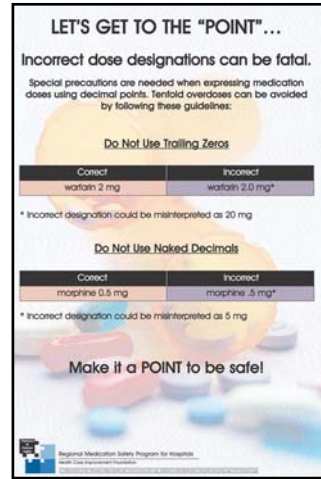 LET'S GET TO THE “POINT”…
Incorrect dose designations can be fatal.
Special precautions are needed when expressing medication
doses using decimal points. Tenfold overdoses can be avoided
by following these guidelines:
Do Not Use Trailing Zeros
Correct Incorrect
warfarin 2 mg warfarin 2.0 mg*
* Incorrect designation could be misinterpreted as 20 mg
Do Not Use Naked Decimals
Correct Incorrect
morphine 0.5 mg morphine .5 mg*
* Incorrect designation could be misinterpreted as 5 mg
Make it a POINT to be safe!
Regional Medication Safety Program for Hospitals
Health Care Improvement Foundation